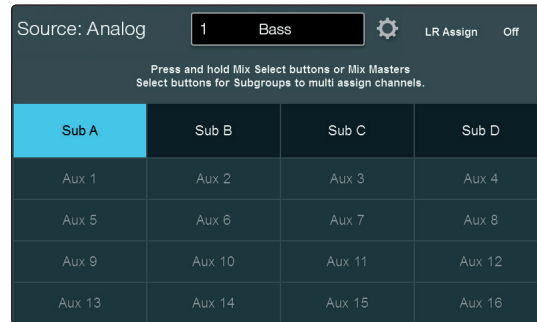 Source: Analog 1 Bass LR Assign Off
Press and hold Mix Select buttons or Mix Masters
Select buttons for Subgroups to multi assign channels.
Sub A Sub B Sub C Sub D
Aux 1 Aux 2 Aux 3 Aux 4
Aux 5 Aux 6 Aux 7 Aux 8
Aux 9 Aux 10 Aux 11 Aux 12
Aux 13 Aux 14 Aux 15 Aux 16